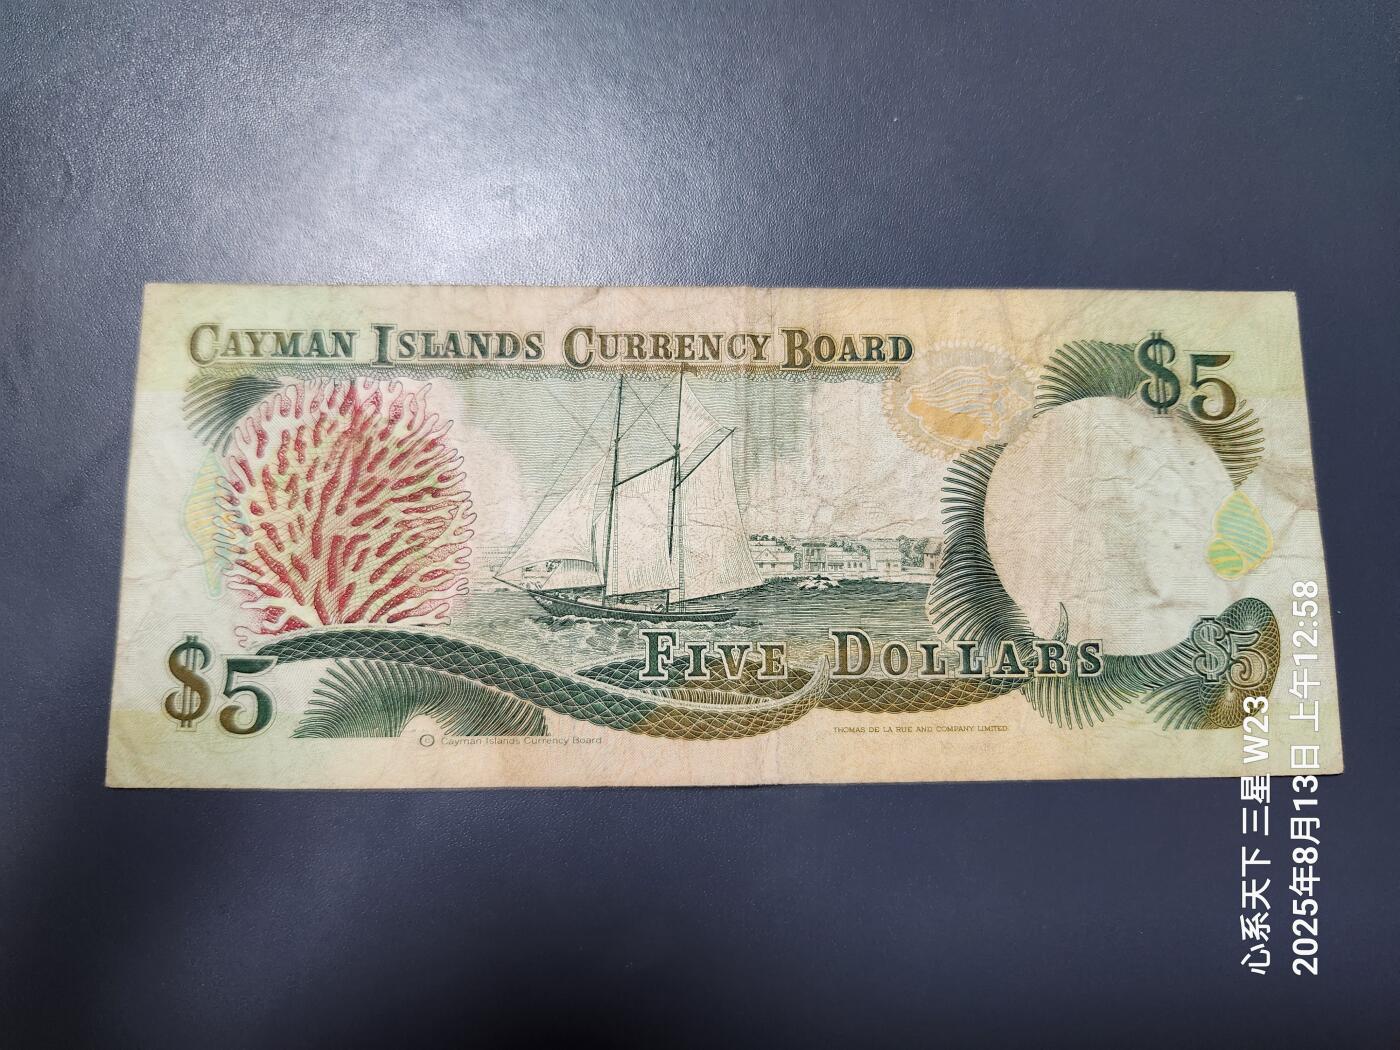 CAYMAN ISLANDS CURRENCY BOARD
$5
$5
FIVE DOLLARS
$5
© Cayman Islands Currency Board
THOMAS DE LA RUE AND COMPANY LIMITED
心系天下 三星 W23
2025年8月13日 上午12:58